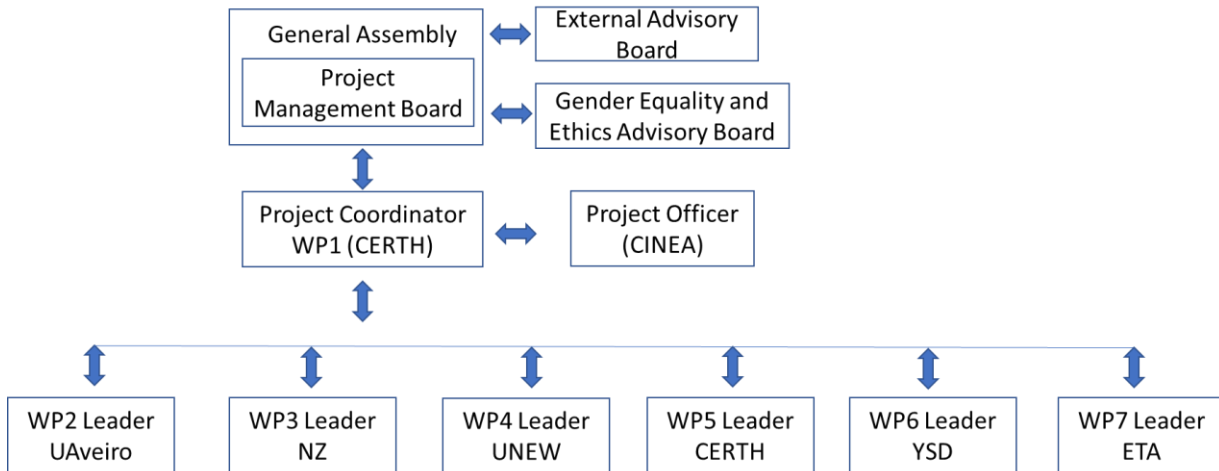 General Assembly
External Advisory
Board
Project
Management Board
Gender Equality and
Ethics Advisory Board
Project Coordinator
WP1 (CERTH)
Project Officer
(CINEA)
WP2 Leader
UAveiro
WP3 Leader
NZ
WP4 Leader
UNEW
WP5 Leader
CERTH
WP6 Leader
YSD
WP7 Leader
ETA